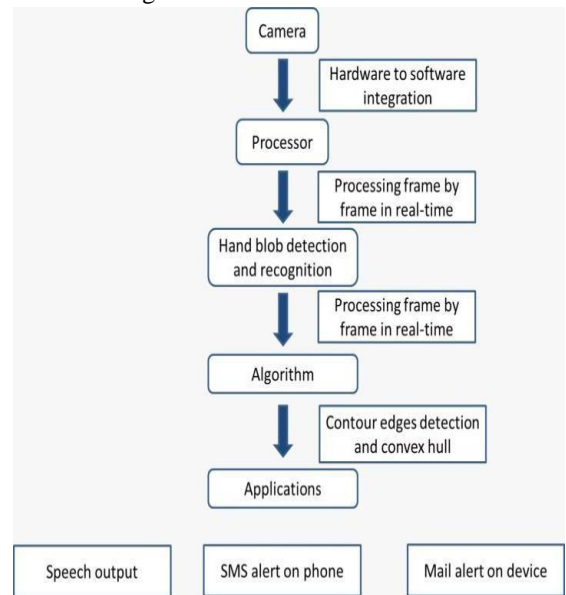 Camera
Hardware to software
integration
Processor
Processing frame by
frame in real-time
Hand blob detection
and recognition
Processing frame by
frame in real-time
Algorithm
Contour edges detection
and convex hull
Applications
Speech output
SMS alert on phone
Mail alert on device